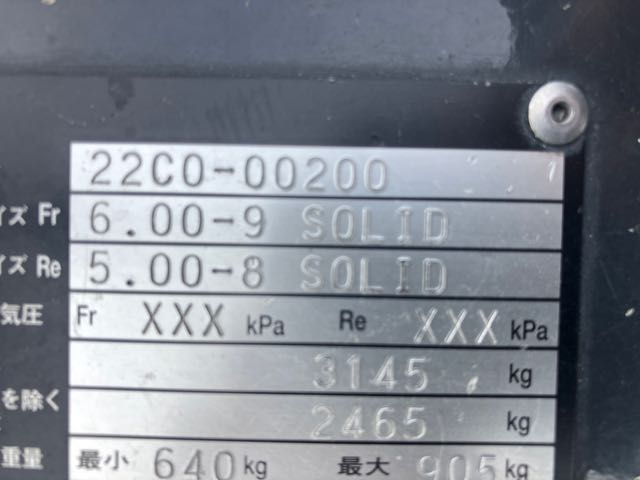 22C0-00200
イズ Fr 6.00-9 SOLID
イズ Re 5.00-8 SOLID
気圧 Fr XXX kPa Re XXX kPa
3145 kg
を除く 2465 kg
重量 最小 640 kg 最大 905 kg